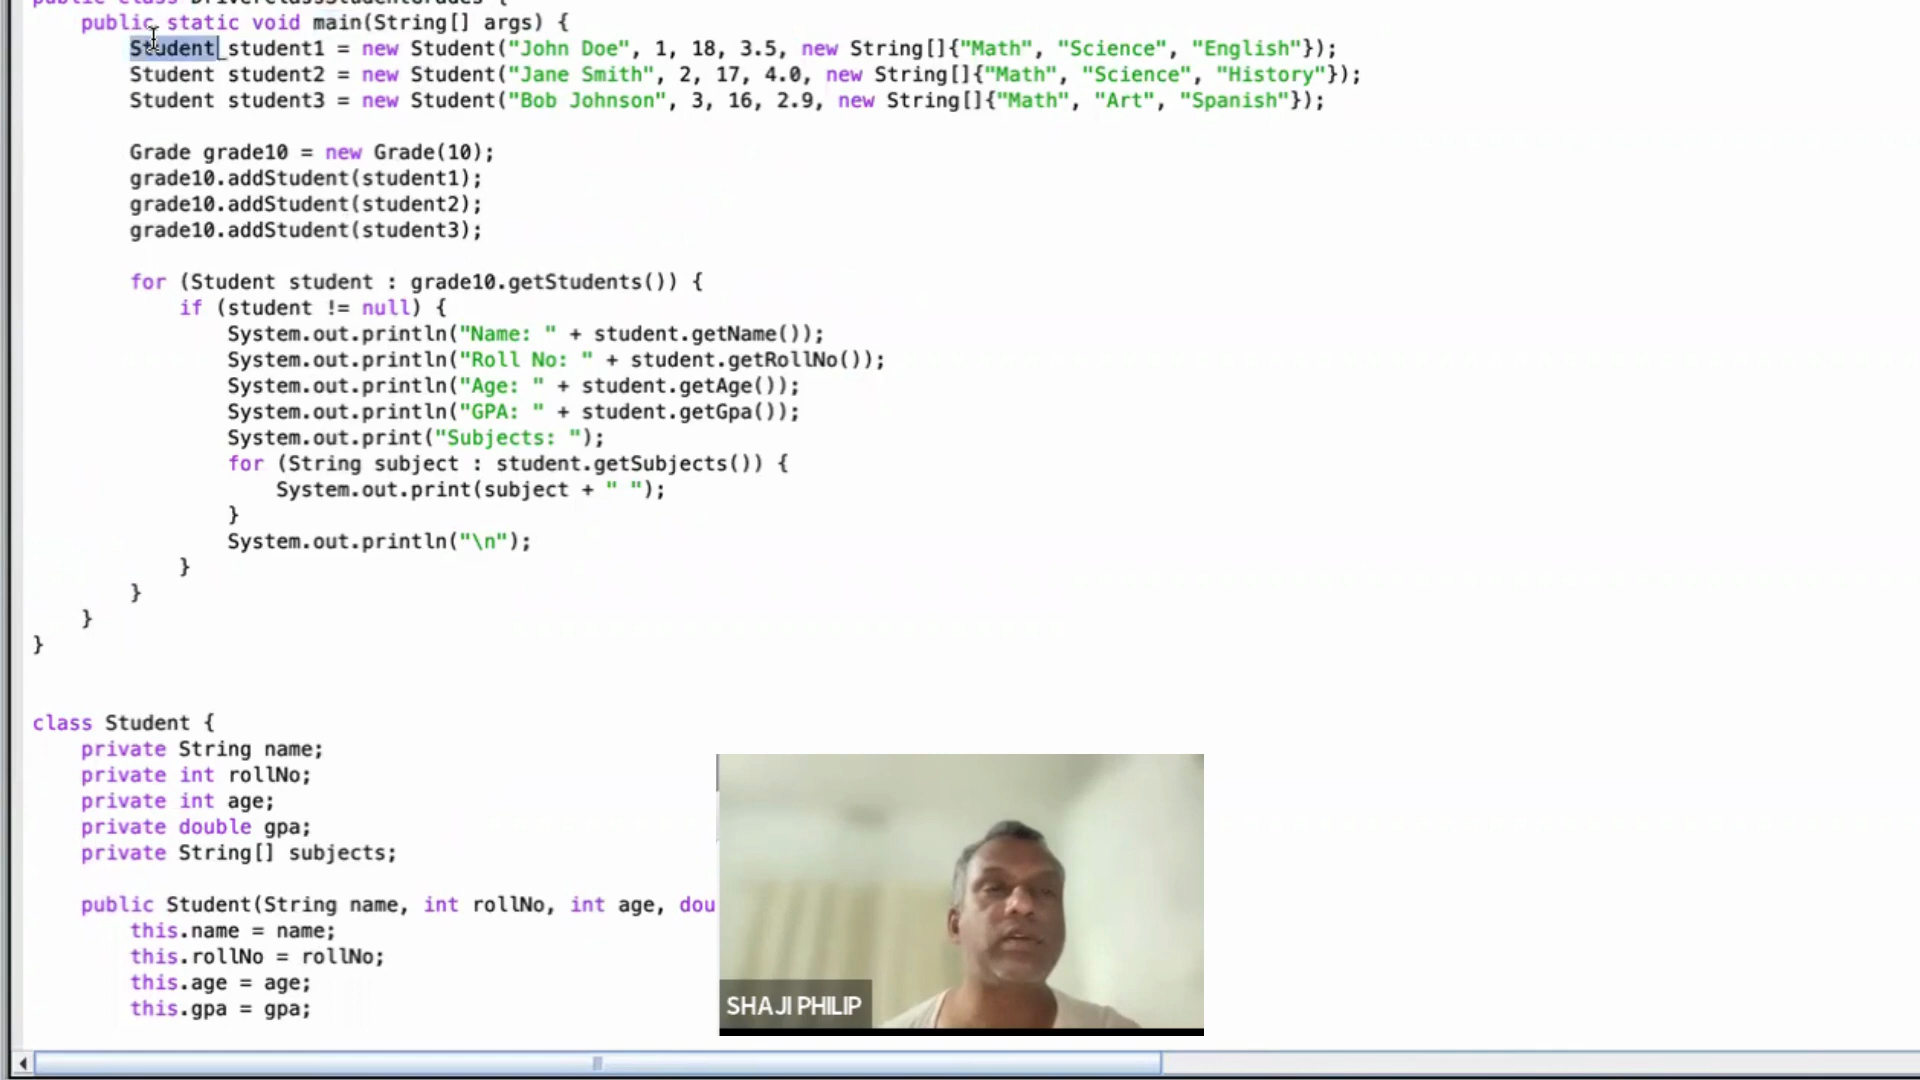 public class DriverClassStudentGrades {
    public static void main(String[] args) {
        Student student1 = new Student("John Doe", 1, 18, 3.5, new String[]{"Math", "Science", "English"});
        Student student2 = new Student("Jane Smith", 2, 17, 4.0, new String[]{"Math", "Science", "History"});
        Student student3 = new Student("Bob Johnson", 3, 16, 2.9, new String[]{"Math", "Art", "Spanish"});
        Grade grade10 = new Grade(10);
        grade10.addStudent(student1);
        grade10.addStudent(student2);
        grade10.addStudent(student3);
        for (Student student : grade10.getStudents()) {
            if (student != null) {
                System.out.println("Name: " + student.getName());
                System.out.println("Roll No: " + student.getRollNo());
                System.out.println("Age: " + student.getAge());
                System.out.println("GPA: " + student.getGpa());
                System.out.print("Subjects: ");
                for (String subject : student.getSubjects()) {
                    System.out.print(subject + " ");
                }
                System.out.println("\n");
            }
        }
    }
}
class Student {
    private String name;
    private int rollNo;
    private int age;
    private double gpa;
    private String[] subjects;
    public Student(String name, int rollNo, int age, dou
        this.name = name;
        this.rollNo = rollNo;
        this.age = age;
        this.gpa = gpa;
SHAJI PHILIP